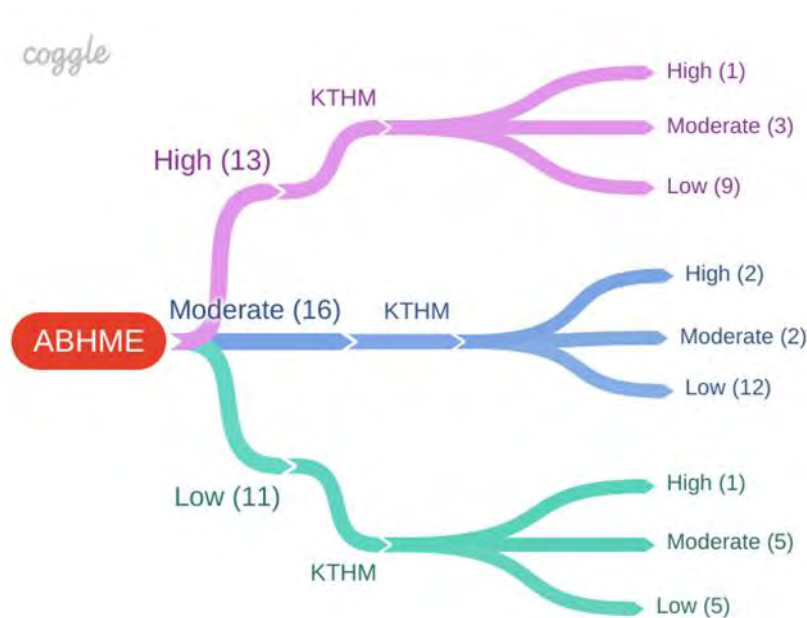 coggle
KTHM
High (1)
Moderate (3)
High (13)
Low (9)
High (2)
Moderate (16)
KTHM
ABHME
Moderate (2)
Low (12)
High (1)
Low (11)
Moderate (5)
KTHM
Low (5)